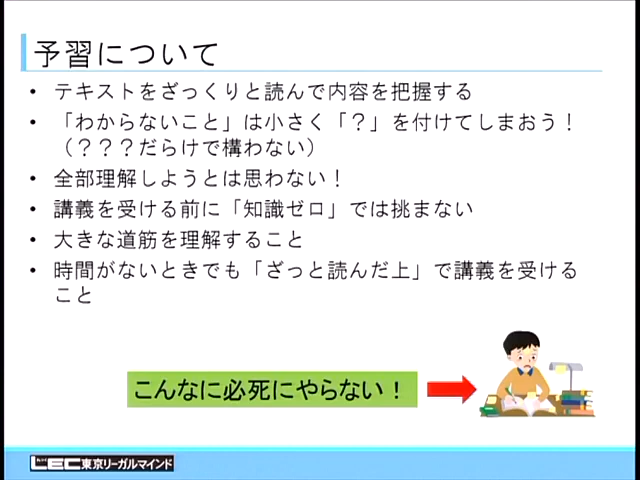 予習について
• テキストをざっくりと読んで内容を把握する
• 「わからないこと」は小さく「？」を付けてしまおう！
（？？？だらけで構わない）
• 全部理解しようとは思わない！
• 講義を受ける前に「知識ゼロ」では挑まない
• 大きな道筋を理解すること
• 時間がないときでも「ざっと読んだ上」で講義を受ける
こと
こんなに必死にやらない！
LEC東京リーガルマインド